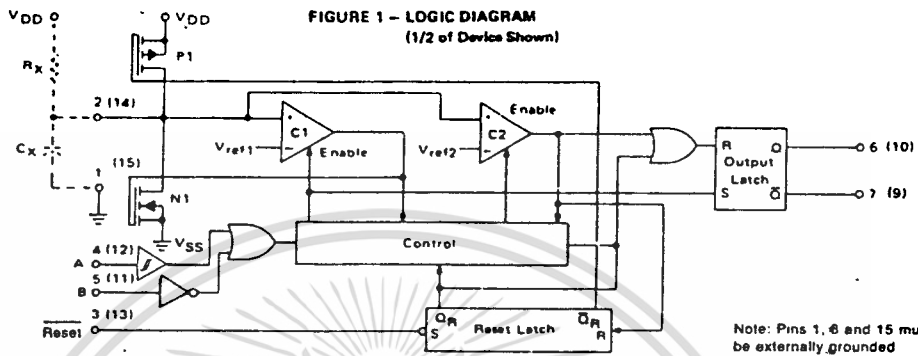 FIGURE 1 – LOGIC DIAGRAM
(1/2 of Device Shown)
VDD
VDD
P1
RX
2 (14)
CX
1
(15)
N1
VSS
C1
Vref1
Enable
C2
Vref2
Enable
Control
R
Output
Latch
S
Q
Q̅
6 (10)
7 (9)
4 (12)
A
5 (11)
B
3 (13)
R̅e̅s̅e̅t̅
QR
Q̅R
S
Reset Latch
R
Note: Pins 1, 8 and 15 mu
be externally grounded